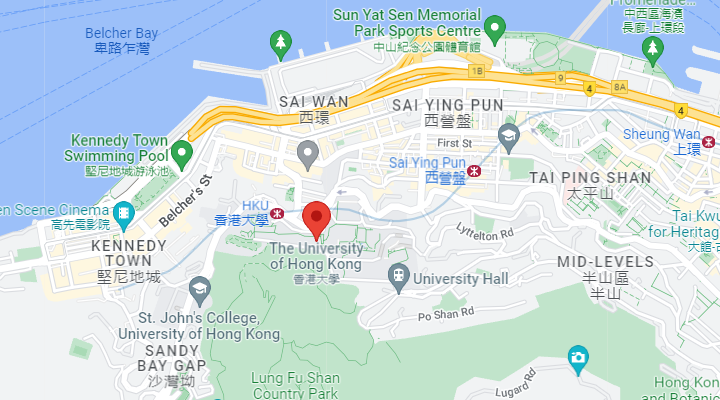 Belcher Bay
卑路乍灣
Sun Yat Sen Memorial
Park Sports Centre
中山紀念公園體育館
Promenade...
中西區海濱
長廊-上環段
1B
9
4
8A
4
SAI WAN
西環
SAI YING PUN
西營盤
First St
Kennedy Town
Swimming Pool
堅尼地城游泳池
Sai Ying Pun
西營盤
Sheung Wan
上環
TAI PING SHAN
太平山
Belcher's St
HKU
香港大學
en Scene Cinema
高先電影院
Tai Kwu
for Heritag
大館-古
Lyttelton Rd
KENNEDY
TOWN
堅尼地城
The University
of Hong Kong
香港大學
MID-LEVELS
半山區
半山
University Hall
St. John's College,
University of Hong Kong
Po Shan Rd
SANDY
BAY GAP
沙灣坳
Lung Fu Shan
Country Park
Lugard Rd
Hong Kon
and Botanic